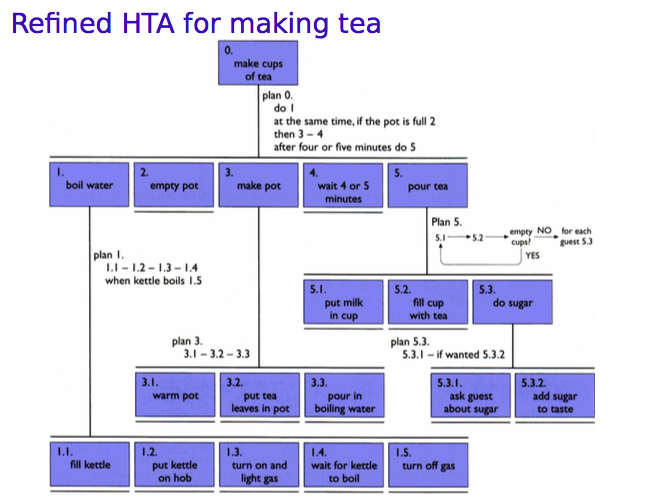 Refined HTA for making tea
0.
make cups
of tea
plan 0.
do 1
at the same time, if the pot is full 2
then 3 – 4
after four or five minutes do 5
1.
boil water
2.
empty pot
3.
make pot
4.
wait 4 or 5
minutes
5.
pour tea
Plan 5.
5.1 5.2 empty NO for each
cups? guest 5.3
YES
plan 1.
1.1 – 1.2 – 1.3 – 1.4
when kettle boils 1.5
5.1.
put milk
in cup
5.2.
fill cup
with tea
5.3.
do sugar
plan 3.
3.1 – 3.2 – 3.3
plan 5.3.
5.3.1 – if wanted 5.3.2
3.1.
warm pot
3.2.
put tea
leaves in pot
3.3.
pour in
boiling water
5.3.1.
ask guest
about sugar
5.3.2.
add sugar
to taste
1.1.
fill kettle
1.2.
put kettle
on hob
1.3.
turn on and
light gas
1.4.
wait for kettle
to boil
1.5.
turn off gas